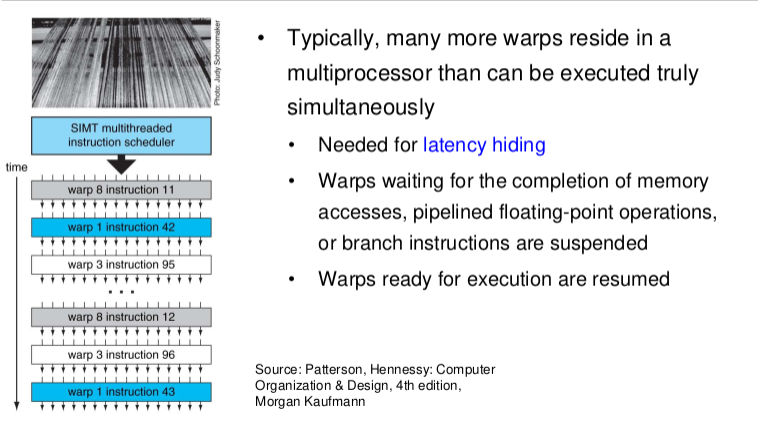 Photo: Judy Schoonmaker
SIMT multithreaded
instruction scheduler
time
warp 8 instruction 11
warp 1 instruction 42
warp 3 instruction 95
. . .
warp 8 instruction 12
warp 3 instruction 96
warp 1 instruction 43
• Typically, many more warps reside in a
multiprocessor than can be executed truly
simultaneously
• Needed for latency hiding
• Warps waiting for the completion of memory
accesses, pipelined floating-point operations,
or branch instructions are suspended
• Warps ready for execution are resumed
Source: Patterson, Hennessy: Computer
Organization & Design, 4th edition,
Morgan Kaufmann